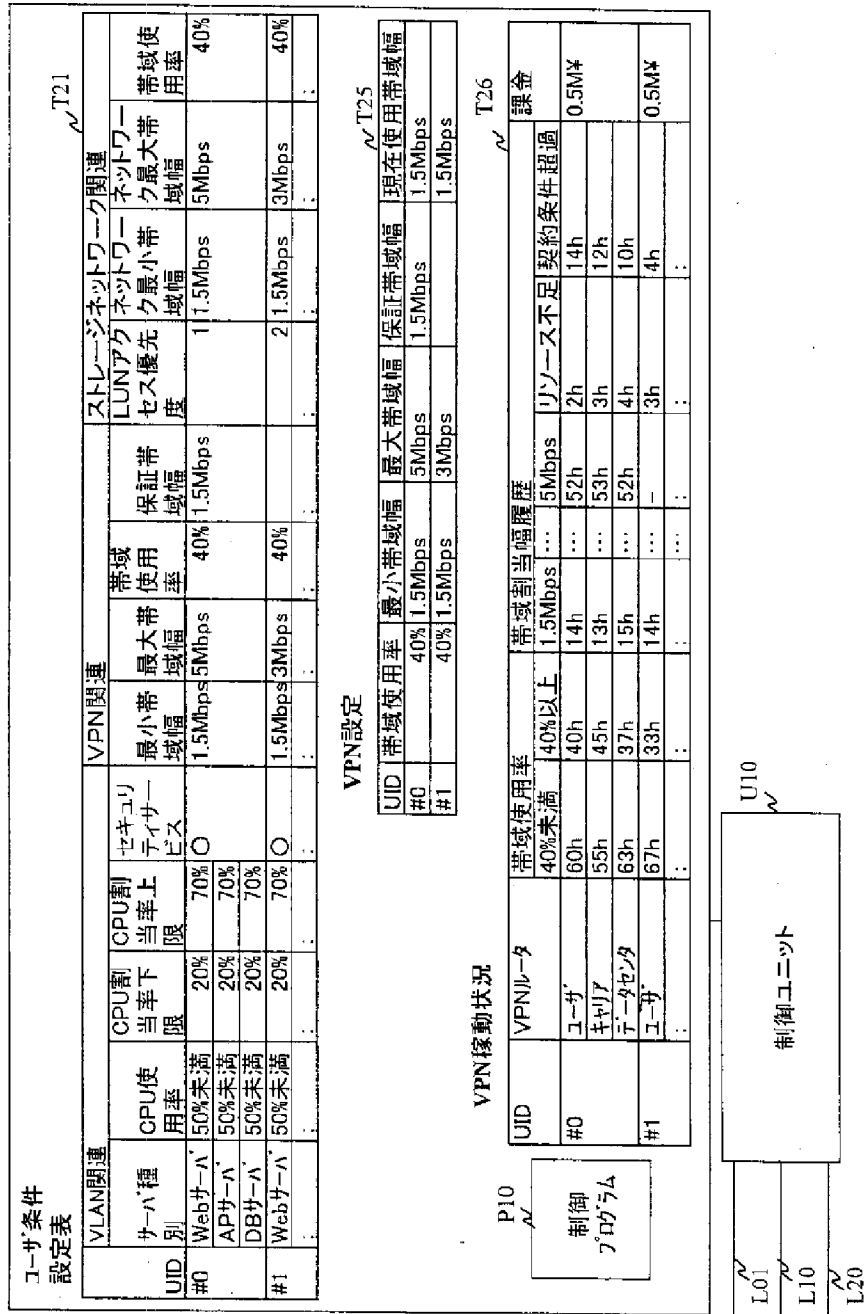 ユーザ条件
設定表
T21
VLAN関連 VPN関連 ストレージネットワーク関連
UID サーバ種別 CPU使用率 CPU割当率下限 CPU割当率上限 セキュリティサービス 最小帯域幅 最大帯域幅 帯域使用率 保証帯域幅 LUNアクセス優先度 ネットワーク最小帯域幅 ネットワーク最大帯域幅 帯域使用率
#0 Webサーバ 50%未満 20% 70% ○ 1.5Mbps 5Mbps 40% 1.5Mbps 1 1.5Mbps 5Mbps 40%
APサーバ 50%未満 20% 70%
DBサーバ 50%未満 20% 70%
#1 Webサーバ 50%未満 20% 70% ○ 1.5Mbps 3Mbps 40% 2 1.5Mbps 3Mbps 40%
: : : : : : : : : : : : :
VPN設定
T25
UID 帯域使用率 最小帯域幅 最大帯域幅 保証帯域幅 現在使用帯域幅
#0 40% 1.5Mbps 5Mbps 1.5Mbps 1.5Mbps
#1 40% 1.5Mbps 3Mbps 1.5Mbps
VPN稼動状況
T26
UID VPNルータ 帯域使用率 帯域割当幅履歴 リソース不足 契約条件超過 課金
40%未満 40%以上 1.5Mbps … 5Mbps
#0 ユーザ 60h 40h 14h … 52h 2h 14h 0.5M¥
キャリア 55h 45h 13h … 53h 3h 12h
データセンタ 63h 37h 15h … 52h 4h 10h
#1 ユーザ 67h 33h 14h … − 3h 4h 0.5M¥
: : : : : … : : :
P10
制御
プログラム
U10
制御ユニット
L01
L10
L20